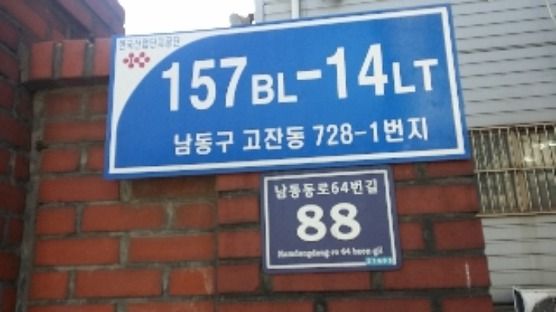 한국산업단지공단
157BL-14LT
남동구 고잔동 728-1번지
남동동로64번길
88
Namdongdong-ro 64 beon-gil